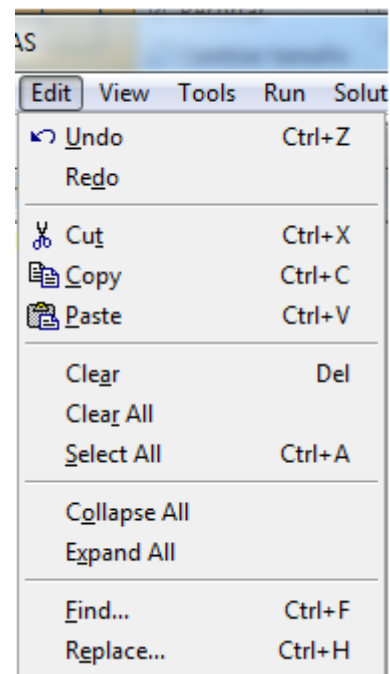 AS
Edit View Tools Run Solut
Undo Ctrl+Z
Redo
Cut Ctrl+X
Copy Ctrl+C
Paste Ctrl+V
Clear Del
Clear All
Select All Ctrl+A
Collapse All
Expand All
Find... Ctrl+F
Replace... Ctrl+H